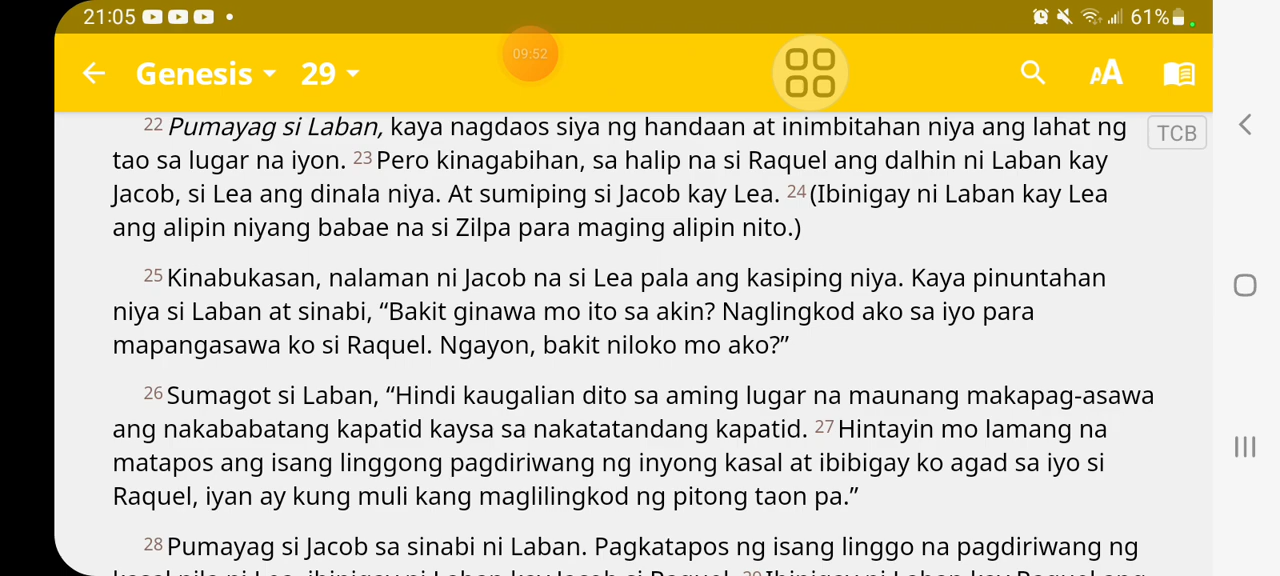 21:05
61%
Genesis 29
09:52
AA
TCB
22 Pumayag si Laban, kaya nagdaos siya ng handaan at inimbitahan niya ang lahat ng
tao sa lugar na iyon. 23 Pero kinagabihan, sa halip na si Raquel ang dalhin ni Laban kay
Jacob, si Lea ang dinala niya. At sumiping si Jacob kay Lea. 24 (Ibinigay ni Laban kay Lea
ang alipin niyang babae na si Zilpa para maging alipin nito.)
25 Kinabukasan, nalaman ni Jacob na si Lea pala ang kasiping niya. Kaya pinuntahan
niya si Laban at sinabi, “Bakit ginawa mo ito sa akin? Naglingkod ako sa iyo para
mapangasawa ko si Raquel. Ngayon, bakit niloko mo ako?”
26 Sumagot si Laban, “Hindi kaugalian dito sa aming lugar na maunang makapag-asawa
ang nakababatang kapatid kaysa sa nakatatandang kapatid. 27 Hintayin mo lamang na
matapos ang isang linggong pagdiriwang ng inyong kasal at ibibigay ko agad sa iyo si
Raquel, iyan ay kung muli kang maglilingkod ng pitong taon pa.”
28 Pumayag si Jacob sa sinabi ni Laban. Pagkatapos ng isang linggo na pagdiriwang ng